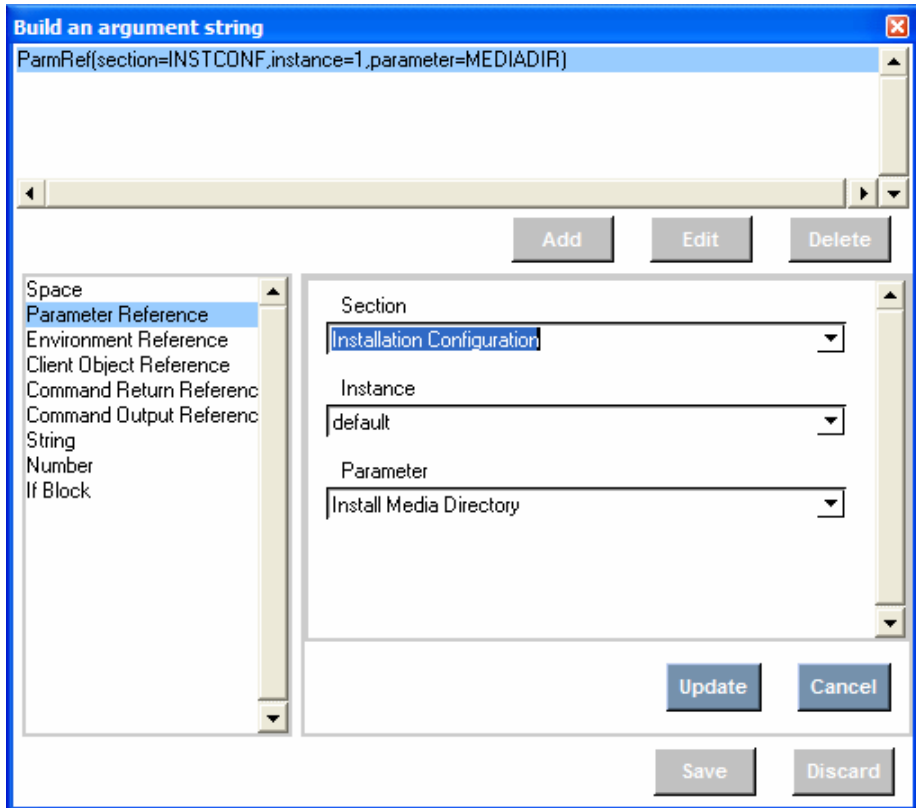 Build an argument string
ParmRef(section=INSTCONF,instance=1,parameter=MEDIADIR)
Add Edit Delete
Space
Parameter Reference
Environment Reference
Client Object Reference
Command Return Referenc
Command Output Referenc
String
Number
If Block
Section
Installation Configuration
Instance
default
Parameter
Install Media Directory
Update Cancel
Save Discard